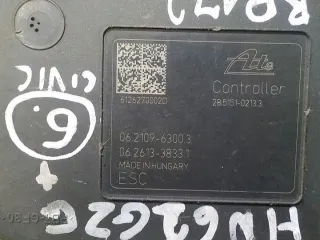 Ate
Controller
28.5151-0213.3
6126270002D
06.2109-6300.3
06.2613-3833.1
MADE IN HUNGARY
ESC
CIVIC
6